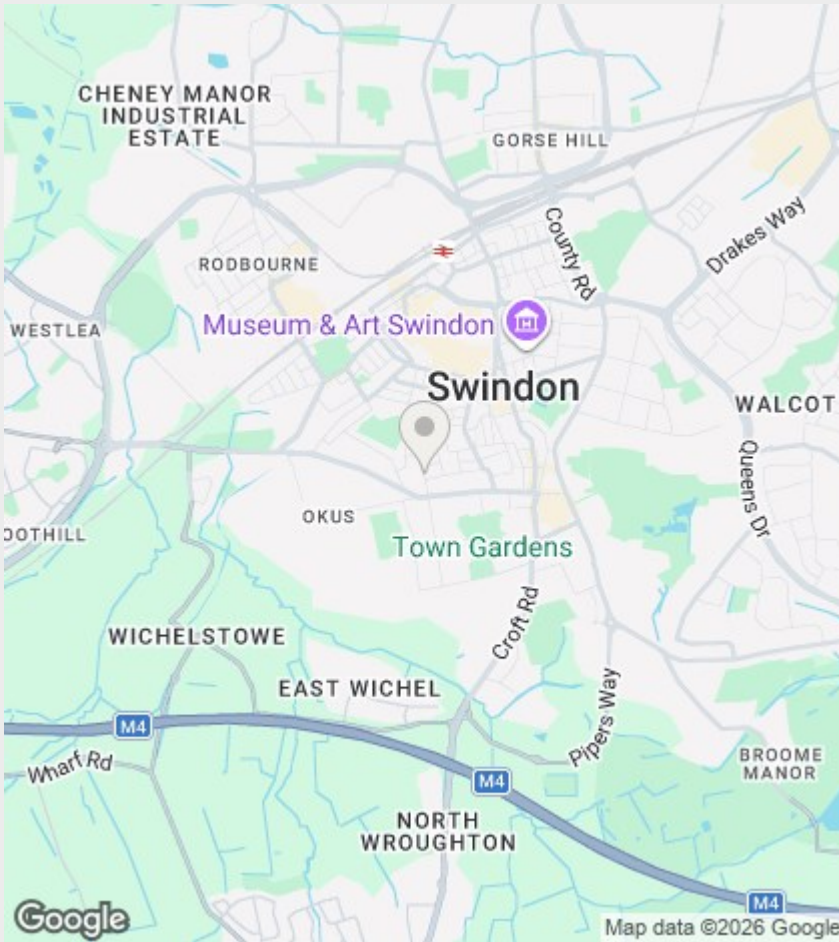 CHENEY MANOR
INDUSTRIAL
ESTATE
GORSE HILL
County Rd
Drakes Way
RODBOURNE
WESTLEA
Museum & Art Swindon
Swindon
WALCOT
Queens Dr
OKUS
OOTHILL
Town Gardens
Croft Rd
WICHELSTOWE
EAST WICHEL
Pipers Way
M4
Wharf Rd
BROOME
MANOR
M4
NORTH
WROUGHTON
M4
Google
Map data ©2026 Google